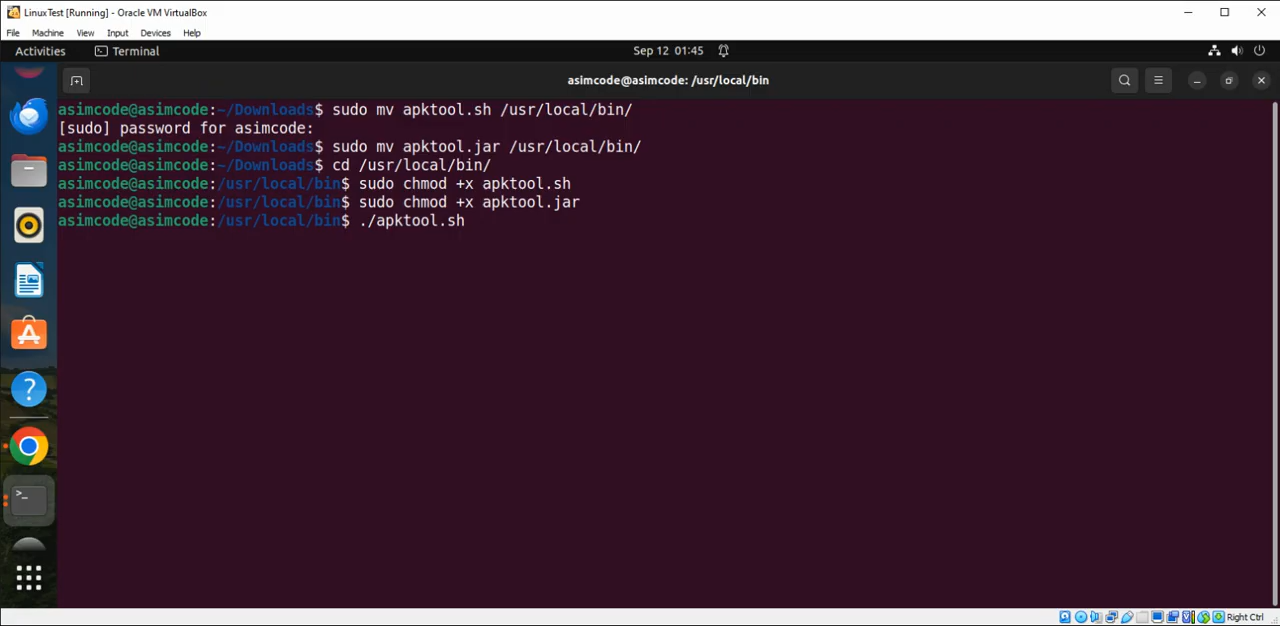 LinuxTest [Running] - Oracle VM VirtualBox
File Machine View Input Devices Help
Activities Terminal Sep 12 01:45
asimcode@asimcode: /usr/local/bin
asimcode@asimcode:~/Downloads$ sudo mv apktool.sh /usr/local/bin/
[sudo] password for asimcode:
asimcode@asimcode:~/Downloads$ sudo mv apktool.jar /usr/local/bin/
asimcode@asimcode:~/Downloads$ cd /usr/local/bin/
asimcode@asimcode:/usr/local/bin$ sudo chmod +x apktool.sh
asimcode@asimcode:/usr/local/bin$ sudo chmod +x apktool.jar
asimcode@asimcode:/usr/local/bin$ ./apktool.sh
Right Ctrl